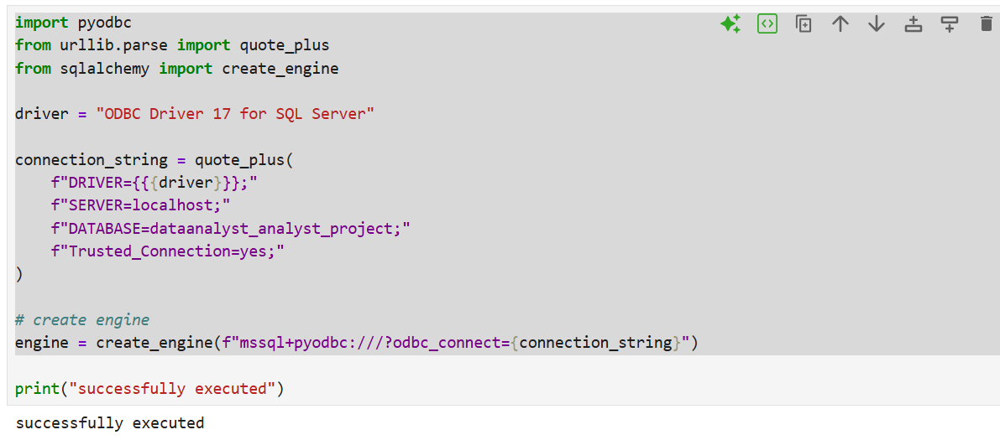 import pyodbc
from urllib.parse import quote_plus
from sqlalchemy import create_engine
driver = "ODBC Driver 17 for SQL Server"
connection_string = quote_plus(
    f"DRIVER={{{driver}}};"
    f"SERVER=localhost;"
    f"DATABASE=dataanalyst_analyst_project;"
    f"Trusted_Connection=yes;"
)
# create engine
engine = create_engine(f"mssql+pyodbc:///?odbc_connect={connection_string}")
print("successfully executed")
successfully executed